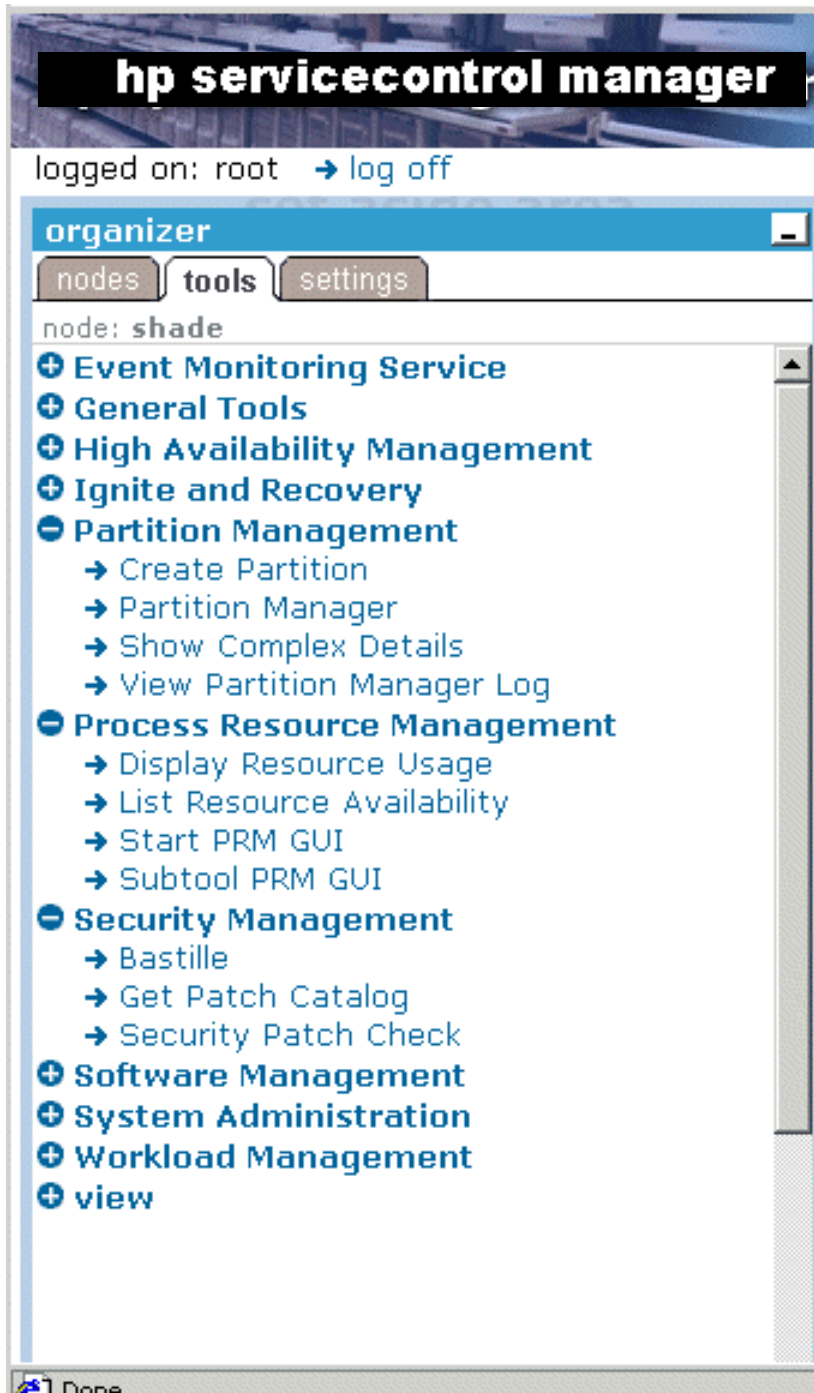 hp servicecontrol manager
logged on: root log off
organizer
nodes tools settings
node: shade
Event Monitoring Service
General Tools
High Availability Management
Ignite and Recovery
Partition Management
Create Partition
Partition Manager
Show Complex Details
View Partition Manager Log
Process Resource Management
Display Resource Usage
List Resource Availability
Start PRM GUI
Subtool PRM GUI
Security Management
Bastille
Get Patch Catalog
Security Patch Check
Software Management
System Administration
Workload Management
view
Done